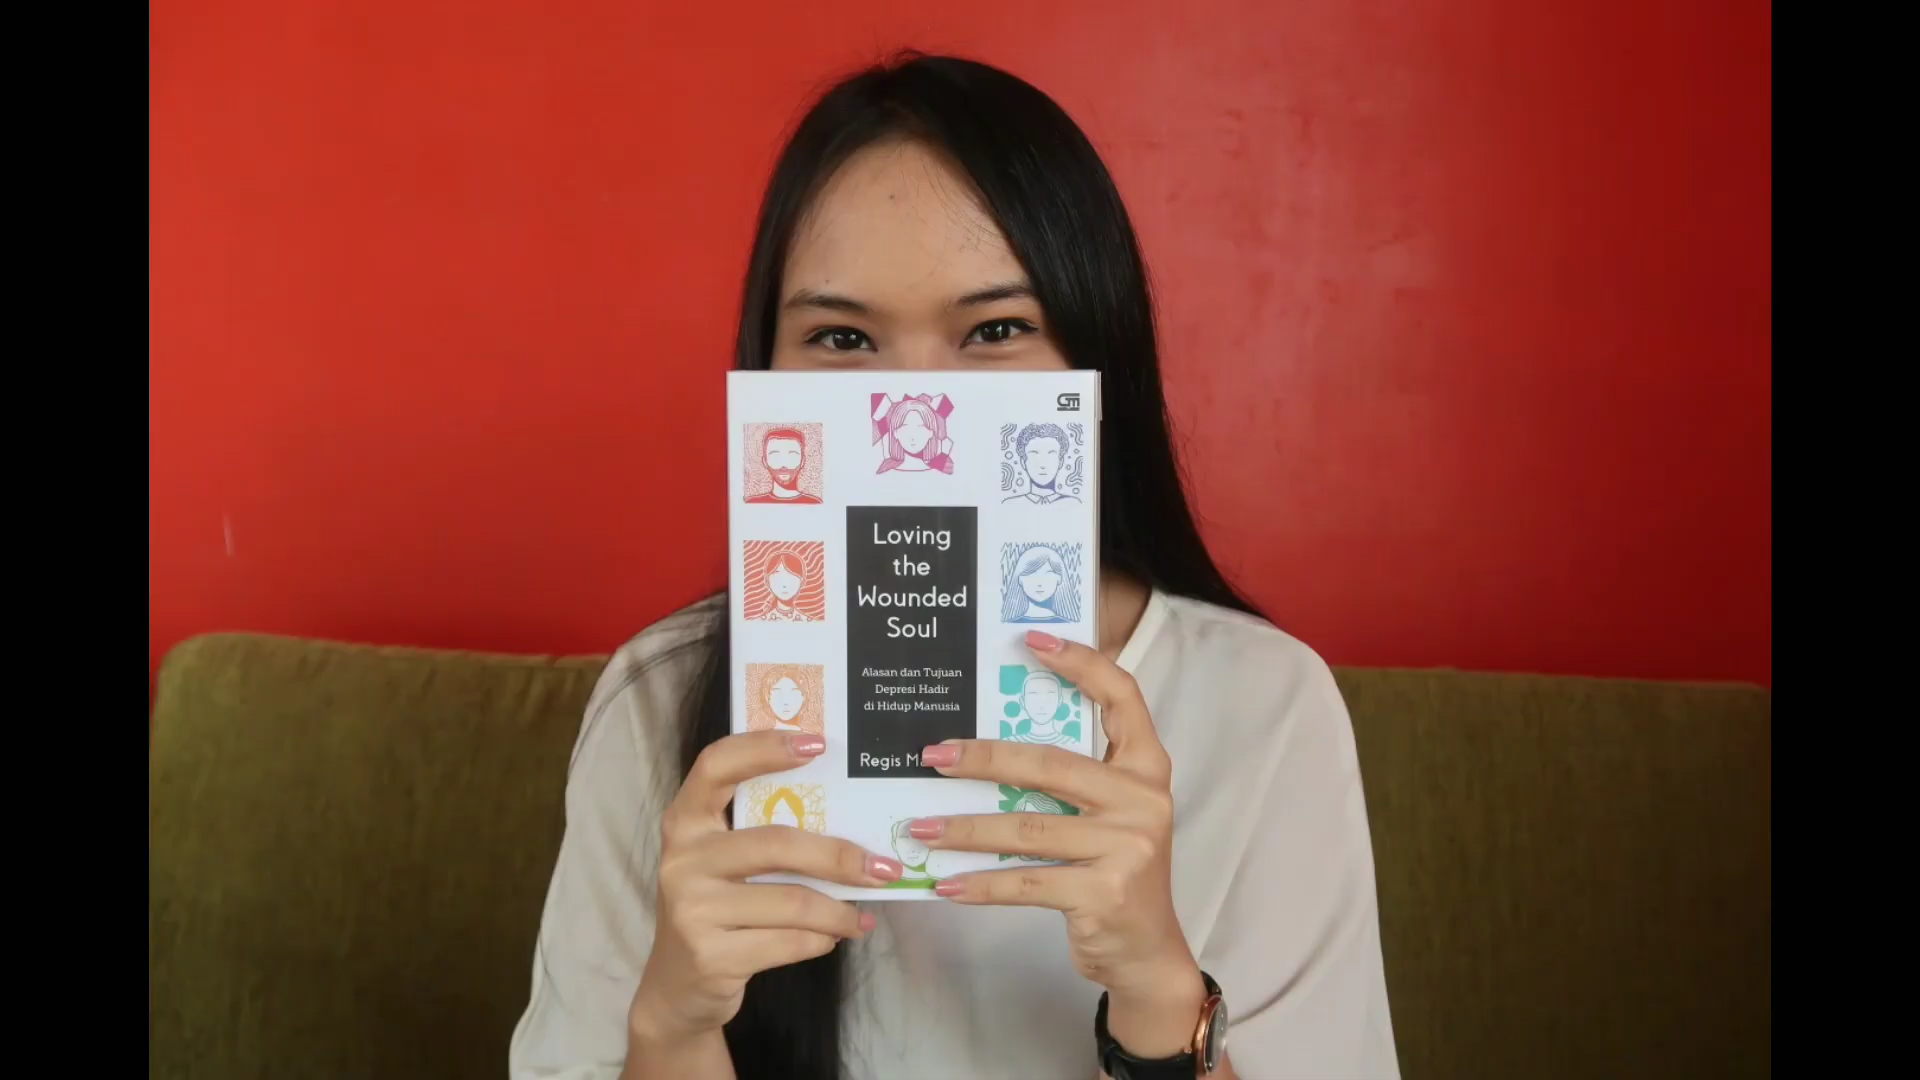 Loving
the
Wounded
Soul
Alasan dan Tujuan
Depresi Hadir
di Hidup Manusia
Regis